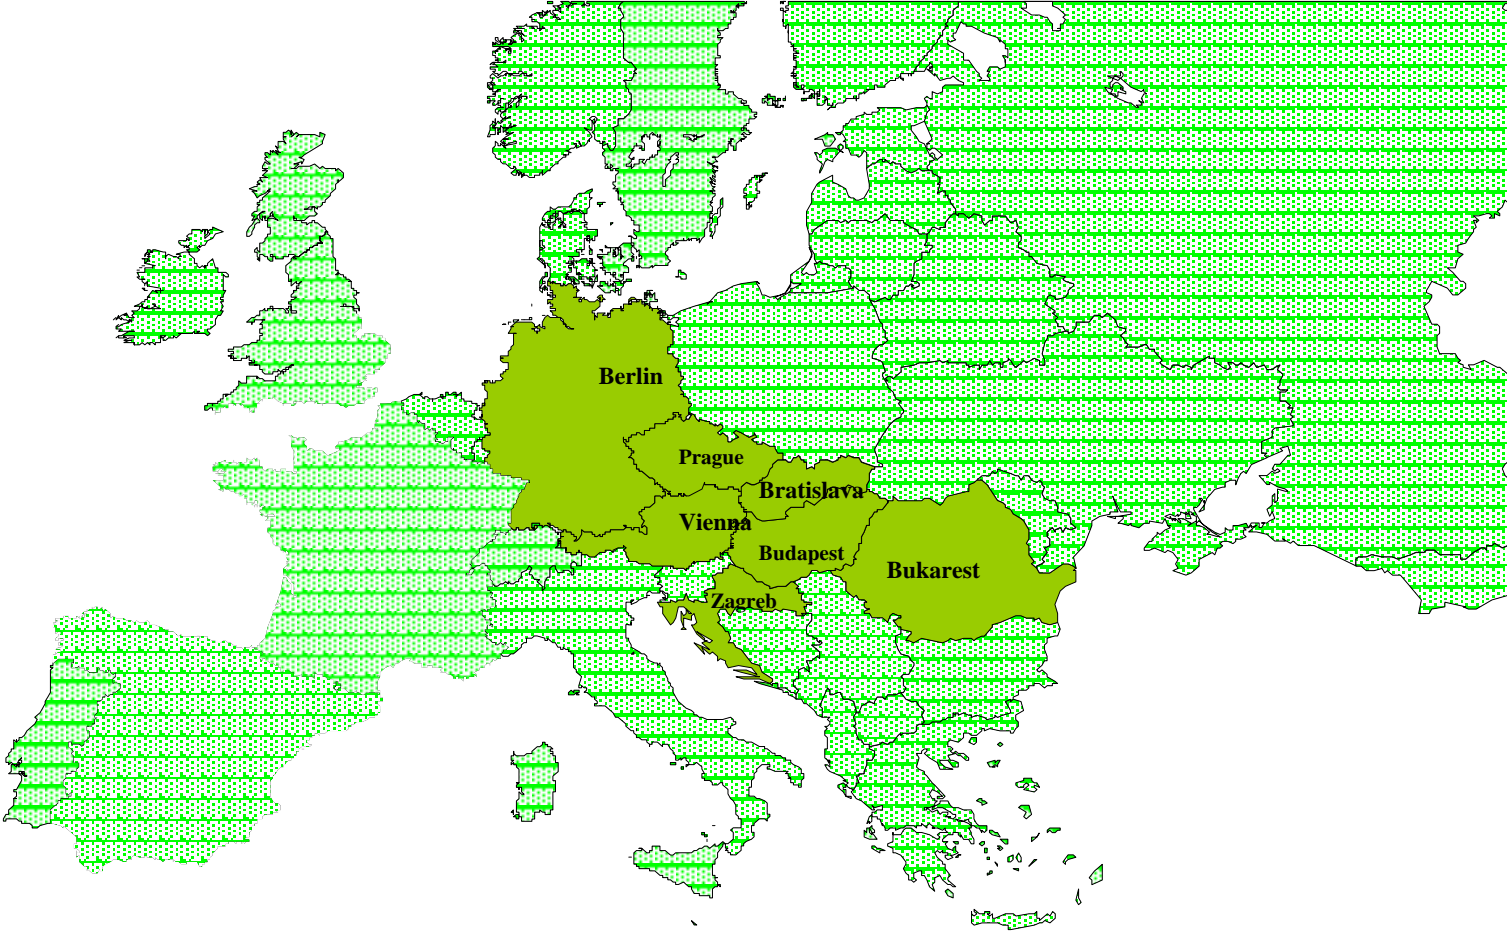 Berlin
Prague
Bratislava
Vienna
Budapest
Bukarest
Zagreb